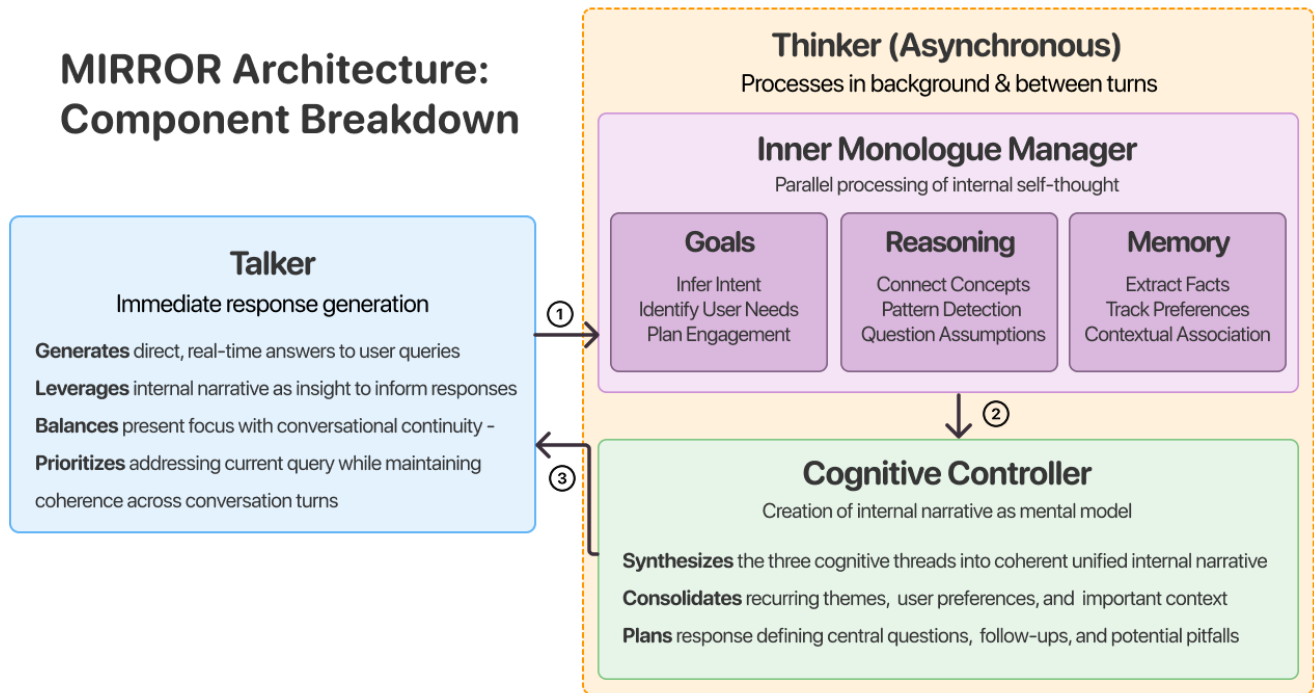 MIRROR Architecture:
Component Breakdown
Talker
Immediate response generation
Generates direct, real-time answers to user queries
Leverages internal narrative as insight to inform responses
Balances present focus with conversational continuity -
Prioritizes addressing current query while maintaining
coherence across conversation turns
1
Thinker (Asynchronous)
Processes in background & between turns
Inner Monologue Manager
Parallel processing of internal self-thought
Goals
Infer Intent
Identify User Needs
Plan Engagement
Reasoning
Connect Concepts
Pattern Detection
Question Assumptions
Memory
Extract Facts
Track Preferences
Contextual Association
2
Cognitive Controller
Creation of internal narrative as mental model
Synthesizes the three cognitive threads into coherent unified internal narrative
Consolidates recurring themes, user preferences, and important context
Plans response defining central questions, follow-ups, and potential pitfalls
3